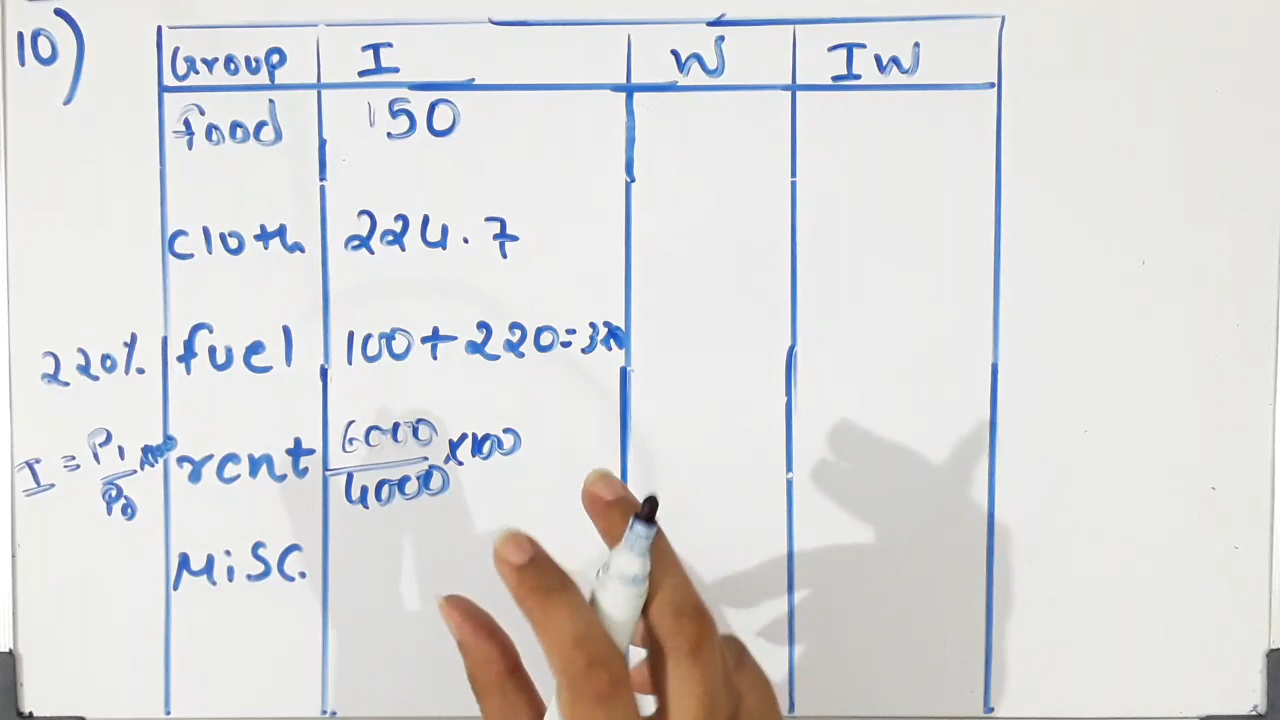 10)
Group I W IW
food 150
cloth 224.7
220% fuel 100+220=320
I = P1/P0 ×100 rent 6000/4000 ×100
Misc.